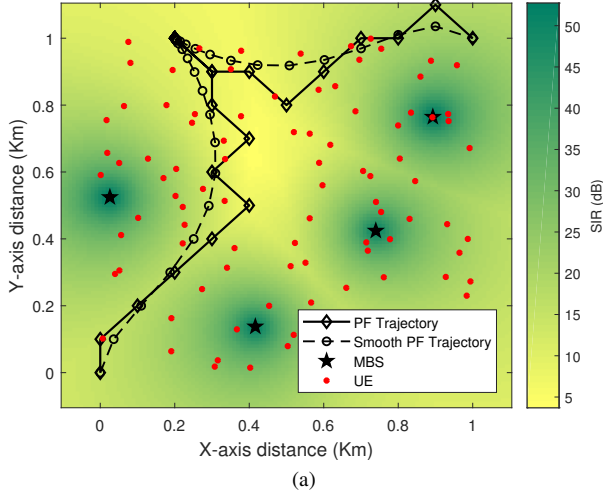 1
0.8
0.6
0.4
0.2
0
Y-axis distance (Km)
0 0.2 0.4 0.6 0.8 1
X-axis distance (Km)
PF Trajectory
Smooth PF Trajectory
MBS
UE
50
45
40
35
30
25
20
15
10
5
SIR (dB)
(a)